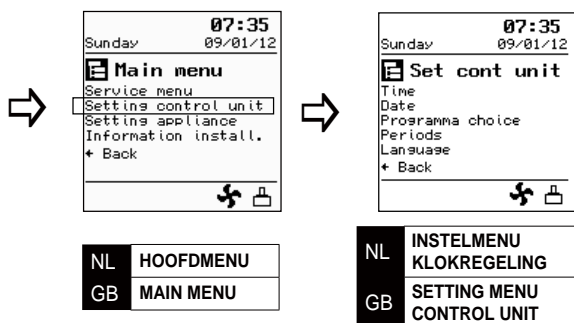 07:35
Sunday 09/01/12
Main menu
Service menu
Setting control unit
Setting appliance
Information install.
← Back
NL HOOFDMENU
GB MAIN MENU
07:35
Sunday 09/01/12
Set cont unit
Time
Date
Programma choice
Periods
Language
← Back
NL INSTELMENU
KLOKREGELING
GB SETTING MENU
CONTROL UNIT